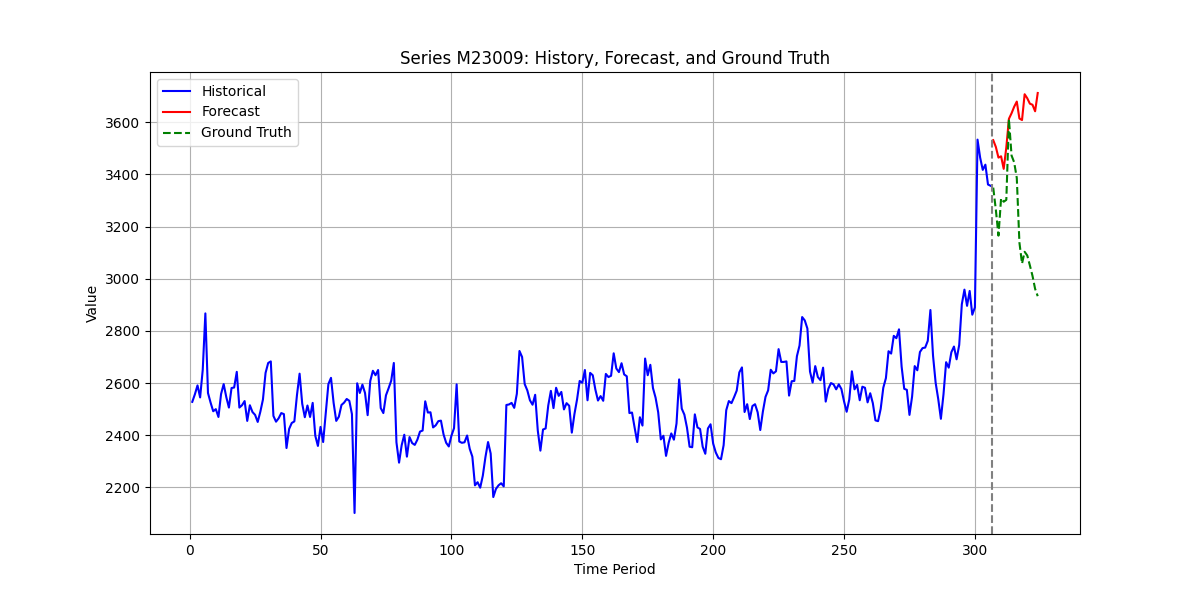 Series M23009: History, Forecast, and Ground Truth
Historical
Forecast
Ground Truth
3600
3400
3200
3000
2800
2600
2400
2200
Value
0 50 100 150 200 250 300
Time Period